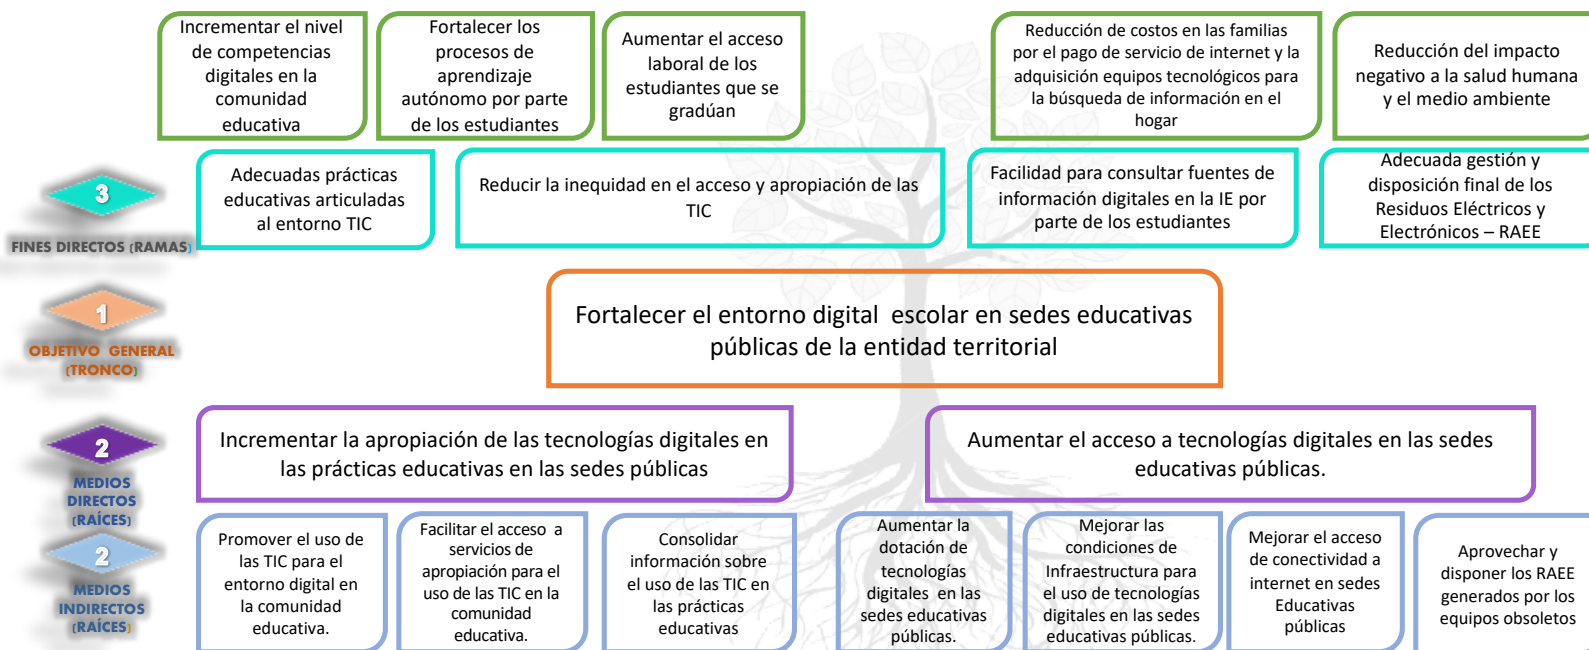 Incrementar el nivel
de competencias
digitales en la
comunidad
educativa
Fortalecer los
procesos de
aprendizaje
autónomo por parte
de los estudiantes
Aumentar el acceso
laboral de los
estudiantes que se
gradúan
Reducción de costos en las familias
por el pago de servicio de internet y la
adquisición equipos tecnológicos para
la búsqueda de información en el
hogar
Reducción del impacto
negativo a la salud humana
y el medio ambiente
3
FINES DIRECTOS (RAMAS)
Adecuadas prácticas
educativas articuladas
al entorno TIC
Reducir la inequidad en el acceso y apropiación de las
TIC
Facilidad para consultar fuentes de
información digitales en la IE por
parte de los estudiantes
Adecuada gestión y
disposición final de los
Residuos Eléctricos y
Electrónicos – RAEE
1
OBJETIVO GENERAL
(TRONCO)
Fortalecer el entorno digital escolar en sedes educativas
públicas de la entidad territorial
2
MEDIOS
DIRECTOS
(RAÍCES)
Incrementar la apropiación de las tecnologías digitales en
las prácticas educativas en las sedes públicas
Aumentar el acceso a tecnologías digitales en las sedes
educativas públicas.
2
MEDIOS
INDIRECTOS
(RAÍCES)
Promover el uso de
las TIC para el
entorno digital en
la comunidad
educativa.
Facilitar el acceso a
servicios de
apropiación para el
uso de las TIC en la
comunidad
educativa.
Consolidar
información sobre
el uso de las TIC en
las prácticas
educativas
Aumentar la
dotación de
tecnologías
digitales en las
sedes educativas
públicas.
Mejorar las
condiciones de
Infraestructura para
el uso de tecnologías
digitales en las sedes
educativas públicas.
Mejorar el acceso
de conectividad a
internet en sedes
Educativas
públicas
Aprovechar y
disponer los RAEE
generados por los
equipos obsoletos